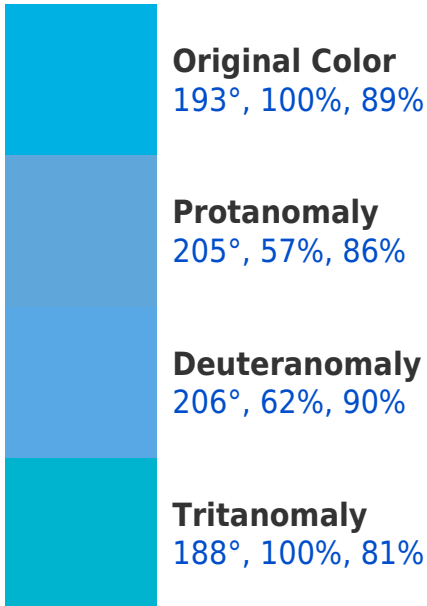 Original Color
193°, 100%, 89%
Protanomaly
205°, 57%, 86%
Deuteranomaly
206°, 62%, 90%
Tritanomaly
188°, 100%, 81%